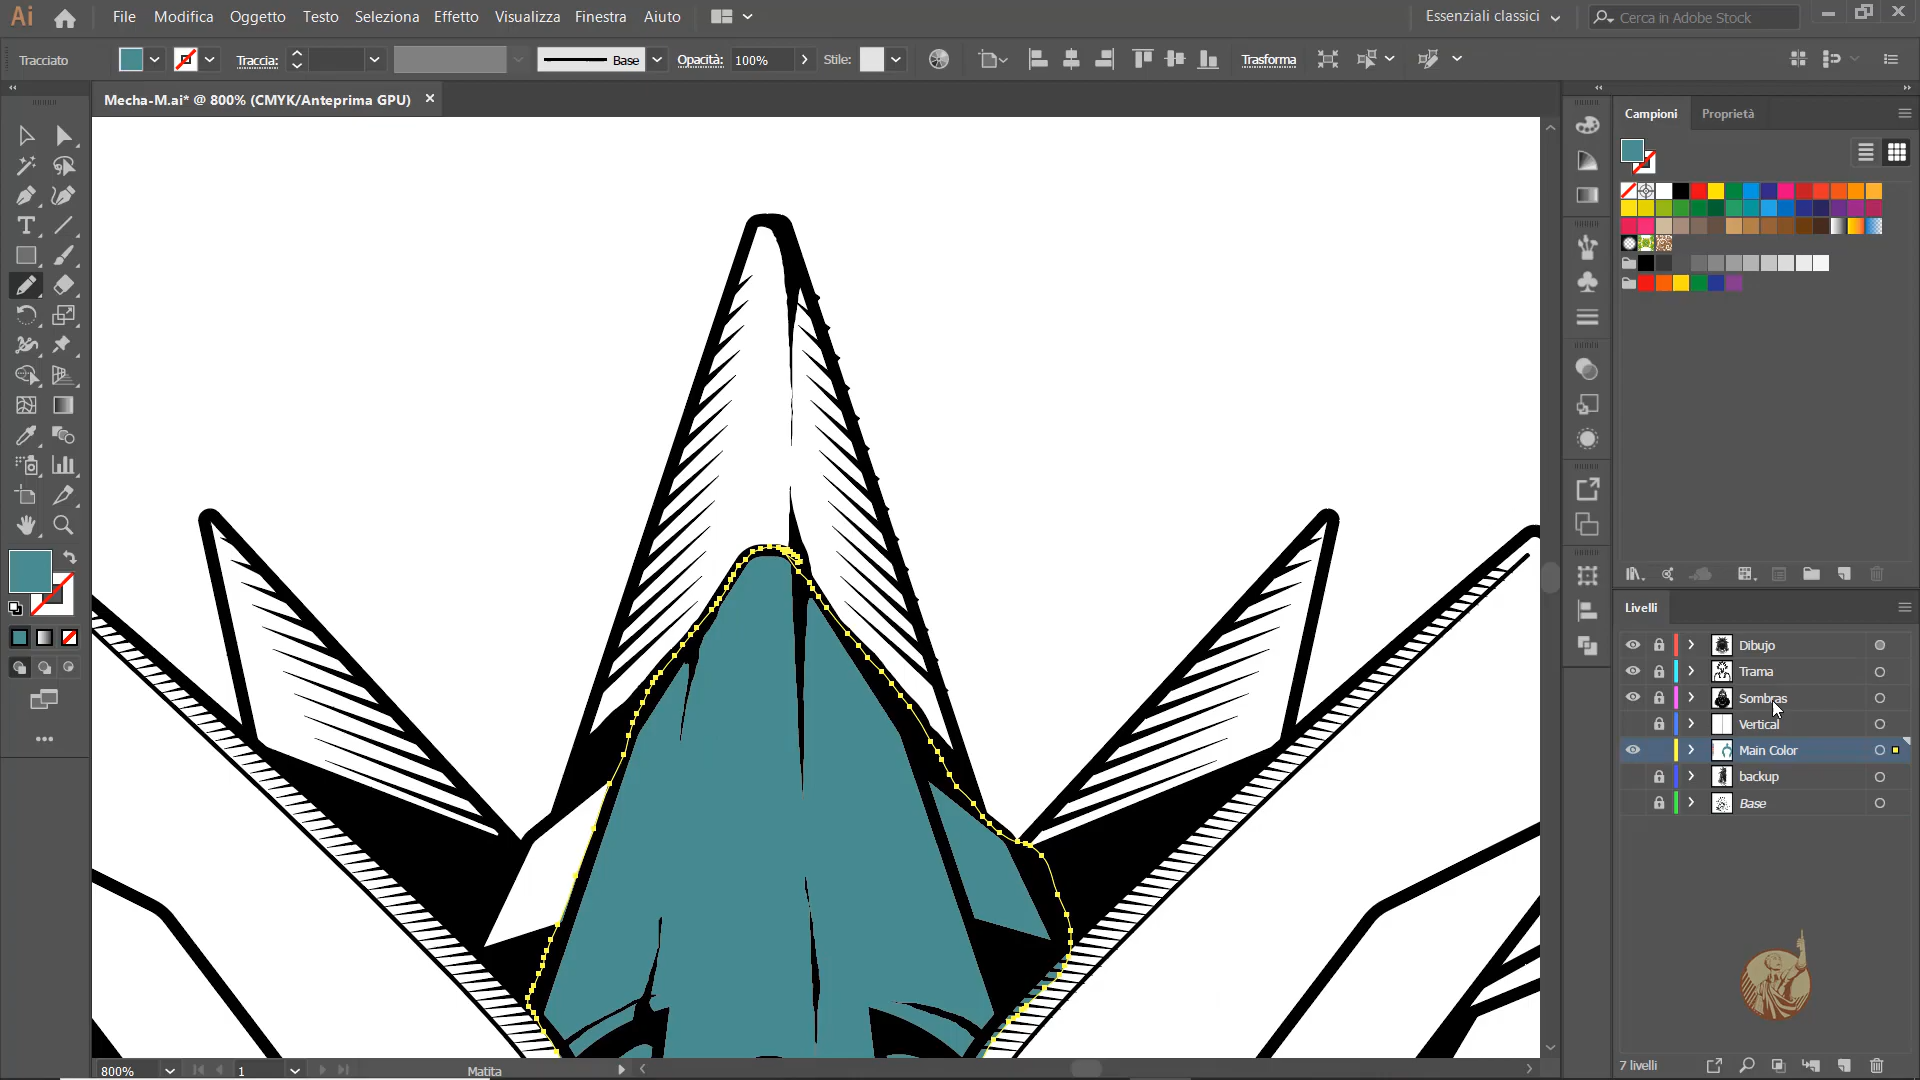 Ai File Modifica Oggetto Testo Seleziona Effetto Visualizza Finestra Aiuto Essenziali classici Cerca in Adobe Stock
Tracciato Traccia: Base Opacità: 100% Stile: Trasforma
Mecha-M.ai* @ 800% (CMYK/Anteprima GPU)
Campioni Proprietà
Livelli
Dibujo
Trama
Sombras
Vertical
Main Color
backup
Base
7 livelli
800% 1 Matita